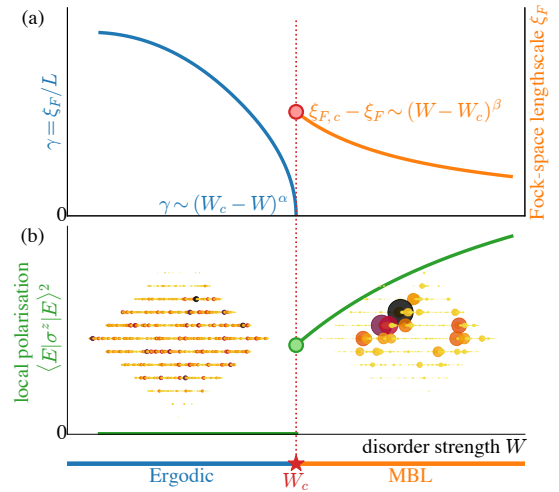 (a)
γ = ξ_F/L
0
γ ~ (W_c − W)^α
ξ_{F,c} − ξ_F ~ (W − W_c)^β
Fock-space lengthscale ξ_F
(b)
local polarisation
⟨E|σ^z|E⟩^2
0
disorder strength W
Ergodic
W_c
MBL